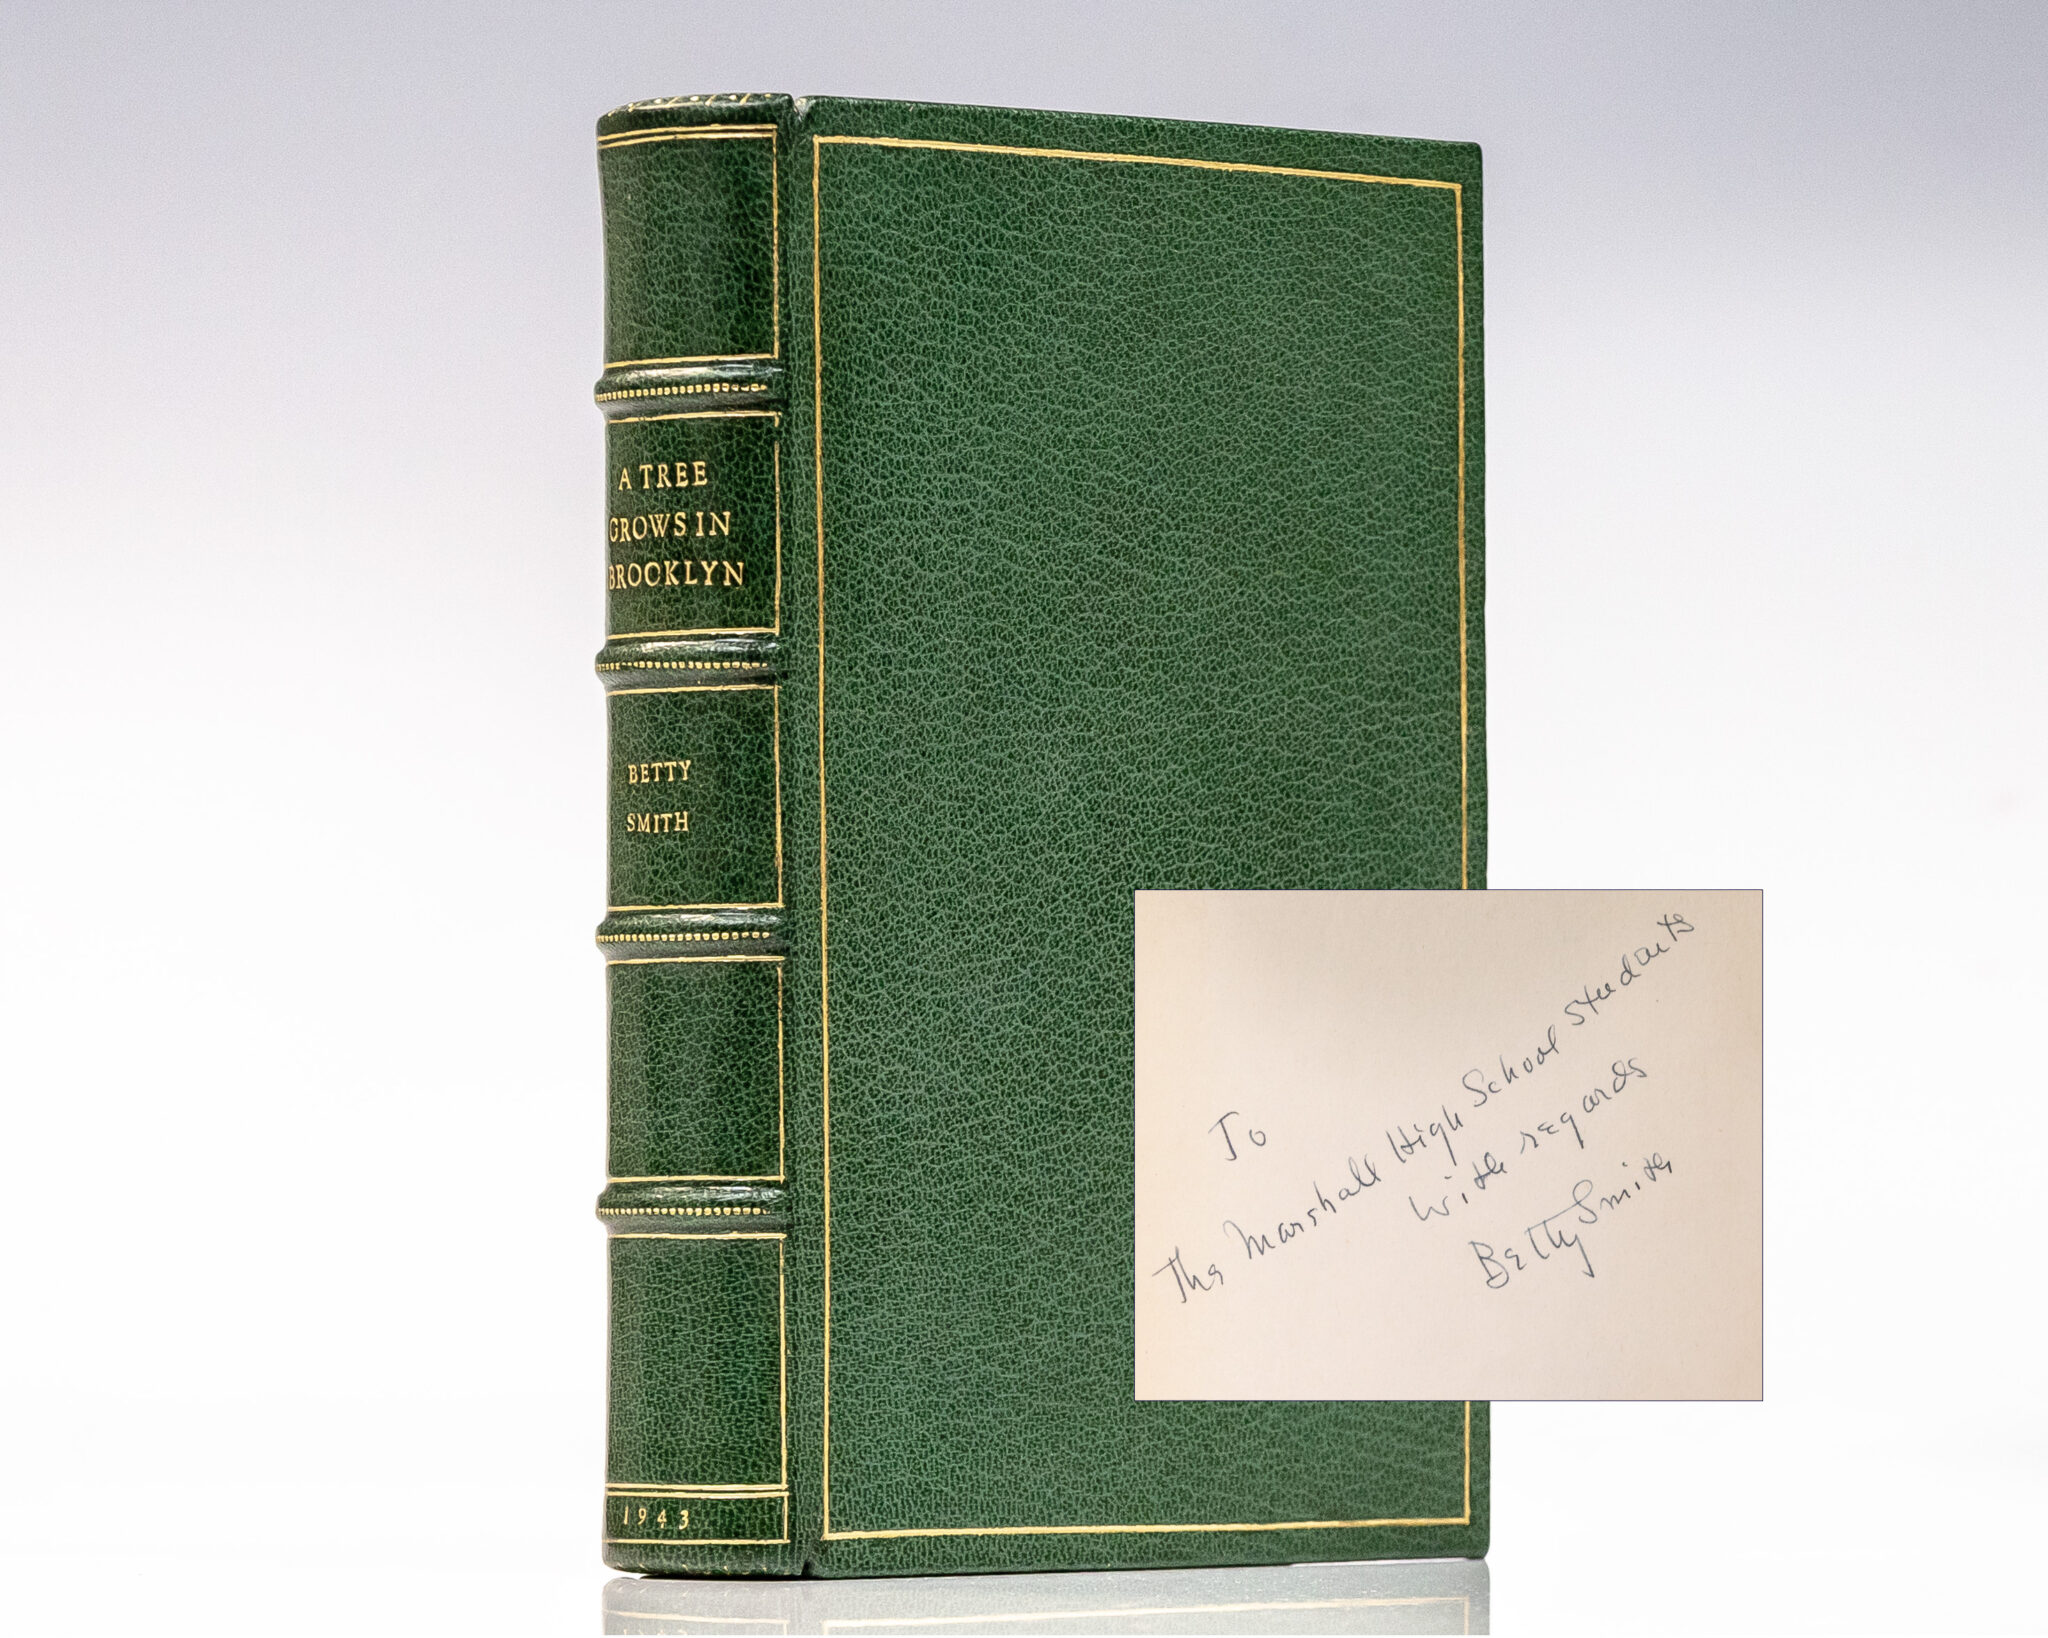 A TREE
GROWS IN
BROOKLYN
BETTY
SMITH
1943
To
The Marshall High School Students
With regards
Betty Smith